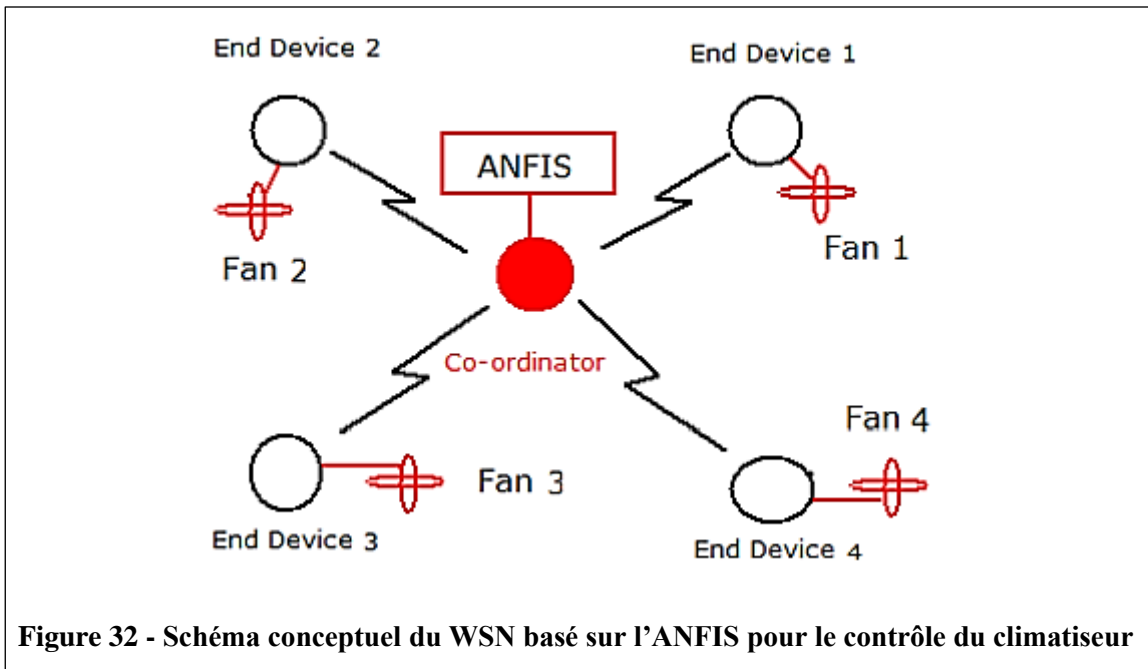 End Device 2
End Device 1
ANFIS
Fan 2
Fan 1
Co-ordinator
Fan 4
Fan 3
End Device 3
End Device 4
Figure 32 - Schéma conceptuel du WSN basé sur l’ANFIS pour le contrôle du climatiseur